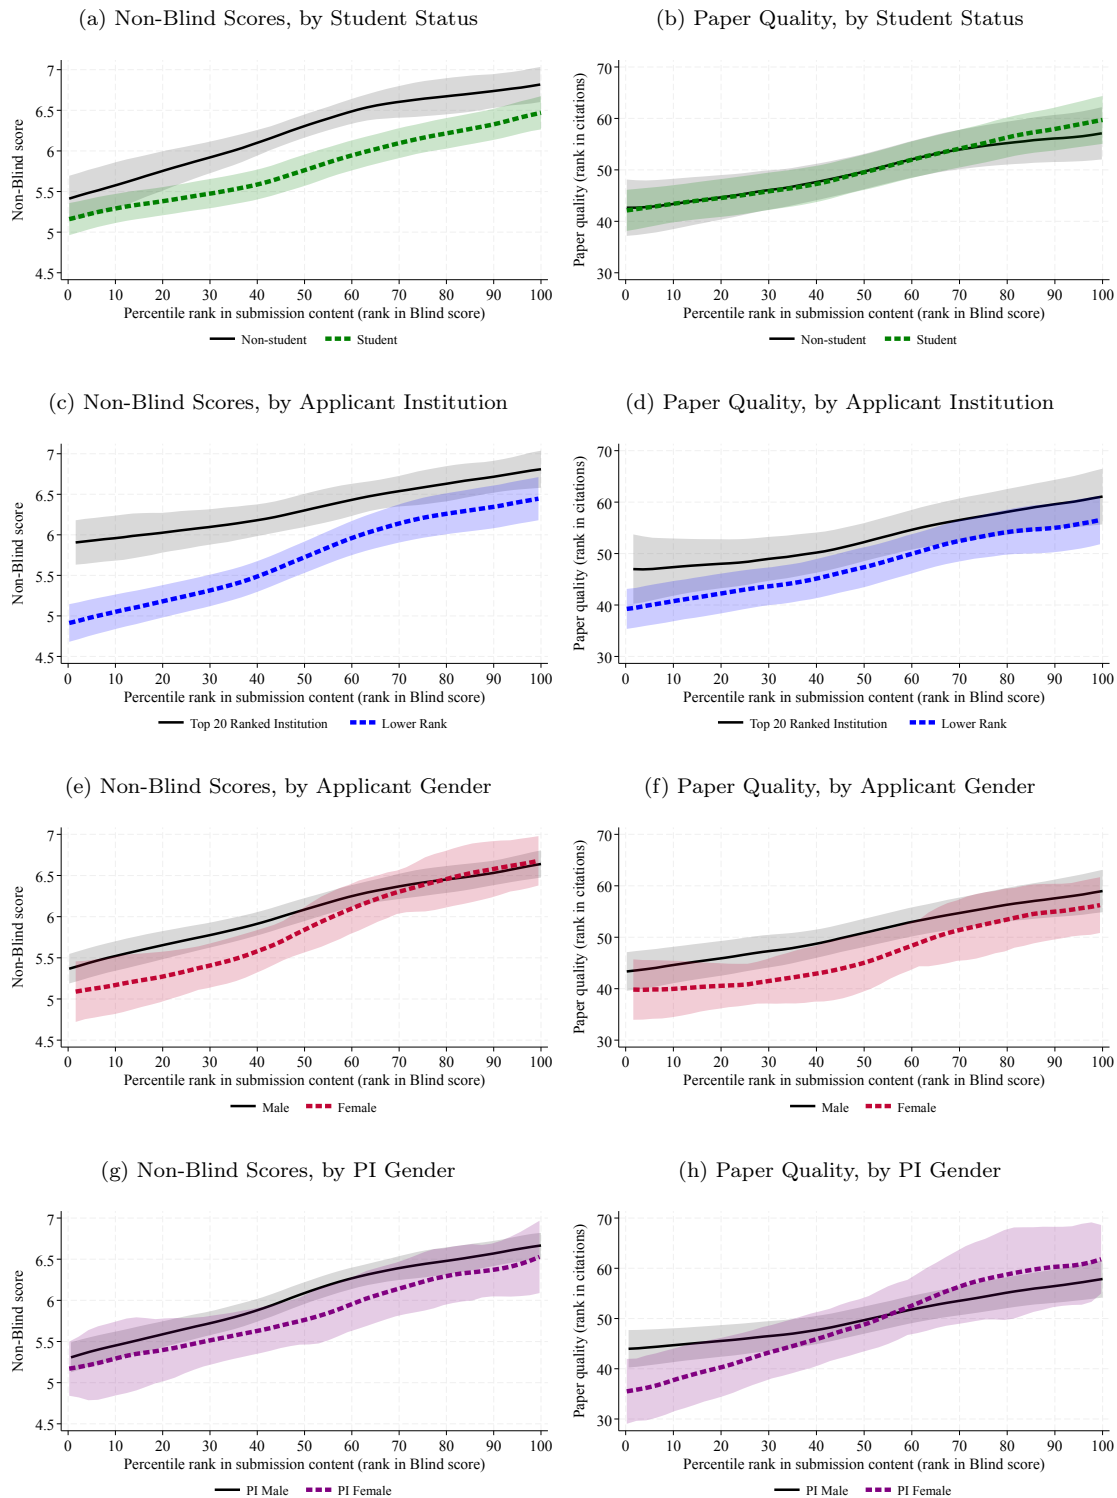 (a) Non-Blind Scores, by Student Status
7
6.5
6
5.5
5
4.5
Non-Blind score
0 10 20 30 40 50 60 70 80 90 100
Percentile rank in submission content (rank in Blind score)
Non-student Student
(b) Paper Quality, by Student Status
70
60
50
40
30
Paper quality (rank in citations)
0 10 20 30 40 50 60 70 80 90 100
Percentile rank in submission content (rank in Blind score)
Non-student Student
(c) Non-Blind Scores, by Applicant Institution
7
6.5
6
5.5
5
4.5
Non-Blind score
0 10 20 30 40 50 60 70 80 90 100
Percentile rank in submission content (rank in Blind score)
Top 20 Ranked Institution Lower Rank
(d) Paper Quality, by Applicant Institution
70
60
50
40
30
Paper quality (rank in citations)
0 10 20 30 40 50 60 70 80 90 100
Percentile rank in submission content (rank in Blind score)
Top 20 Ranked Institution Lower Rank
(e) Non-Blind Scores, by Applicant Gender
7
6.5
6
5.5
5
4.5
Non-Blind score
0 10 20 30 40 50 60 70 80 90 100
Percentile rank in submission content (rank in Blind score)
Male Female
(f) Paper Quality, by Applicant Gender
70
60
50
40
30
Paper quality (rank in citations)
0 10 20 30 40 50 60 70 80 90 100
Percentile rank in submission content (rank in Blind score)
Male Female
(g) Non-Blind Scores, by PI Gender
7
6.5
6
5.5
5
4.5
Non-Blind score
0 10 20 30 40 50 60 70 80 90 100
Percentile rank in submission content (rank in Blind score)
PI Male PI Female
(h) Paper Quality, by PI Gender
70
60
50
40
30
Paper quality (rank in citations)
0 10 20 30 40 50 60 70 80 90 100
Percentile rank in submission content (rank in Blind score)
PI Male PI Female